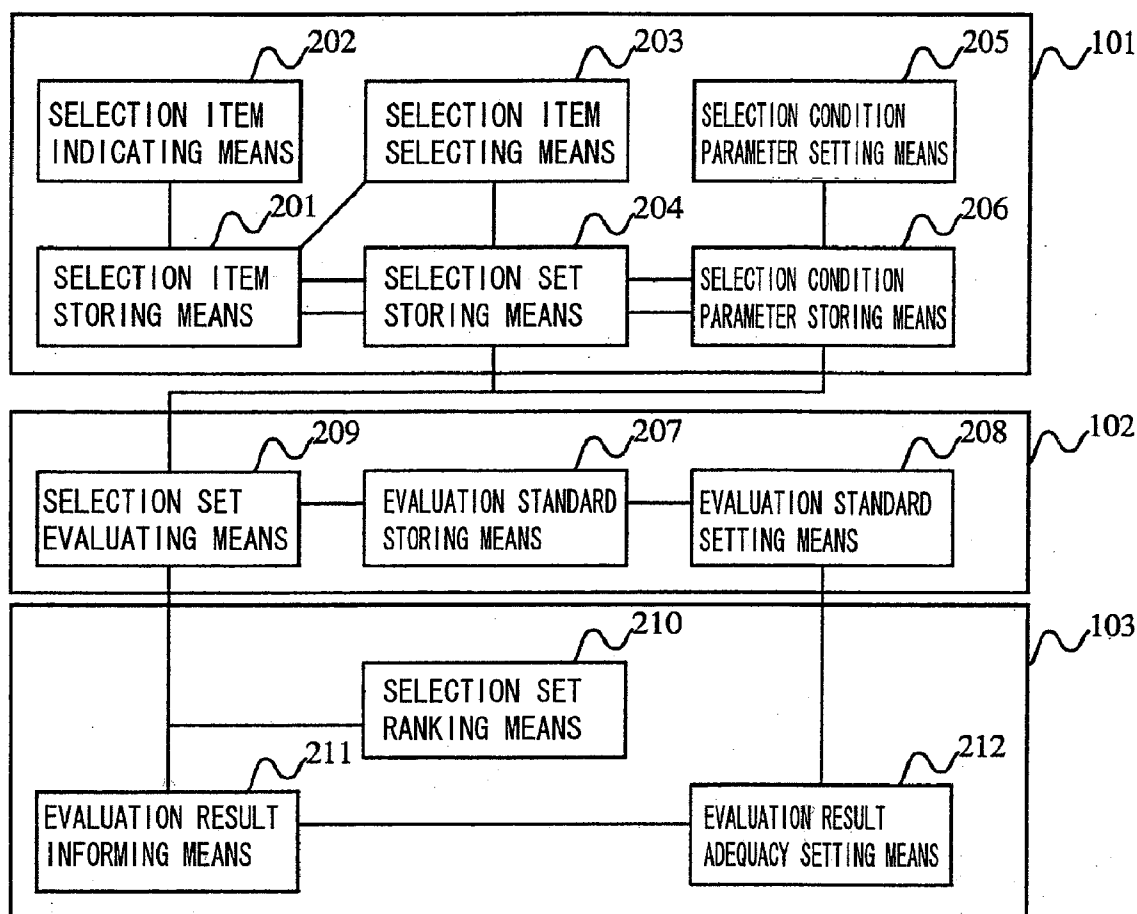 202
203
205
101
SELECTION ITEM
INDICATING MEANS
SELECTION ITEM
SELECTING MEANS
SELECTION CONDITION
PARAMETER SETTING MEANS
201
204
206
SELECTION ITEM
STORING MEANS
SELECTION SET
STORING MEANS
SELECTION CONDITION
PARAMETER STORING MEANS
209
207
208
102
SELECTION SET
EVALUATING MEANS
EVALUATION STANDARD
STORING MEANS
EVALUATION STANDARD
SETTING MEANS
210
103
SELECTION SET
RANKING MEANS
211
212
EVALUATION RESULT
INFORMING MEANS
EVALUATION RESULT
ADEQUACY SETTING MEANS